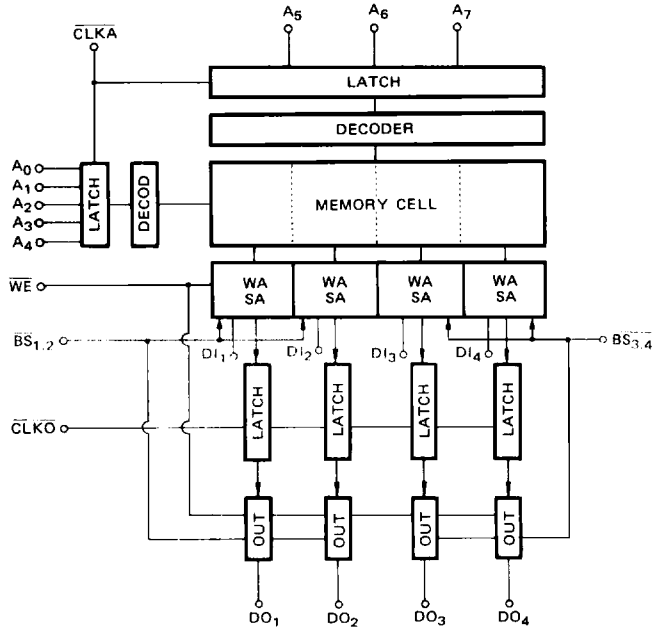 A5 A6 A7
CLKA
LATCH
DECODER
A0
A1
A2
A3
A4
LATCH
DECOD
MEMORY CELL
WE
WA SA WA SA WA SA WA SA
BS1.2
DI1 DI2 DI3 DI4
BS3.4
CLKO
LATCH LATCH LATCH LATCH
OUT OUT OUT OUT
DO1 DO2 DO3 DO4